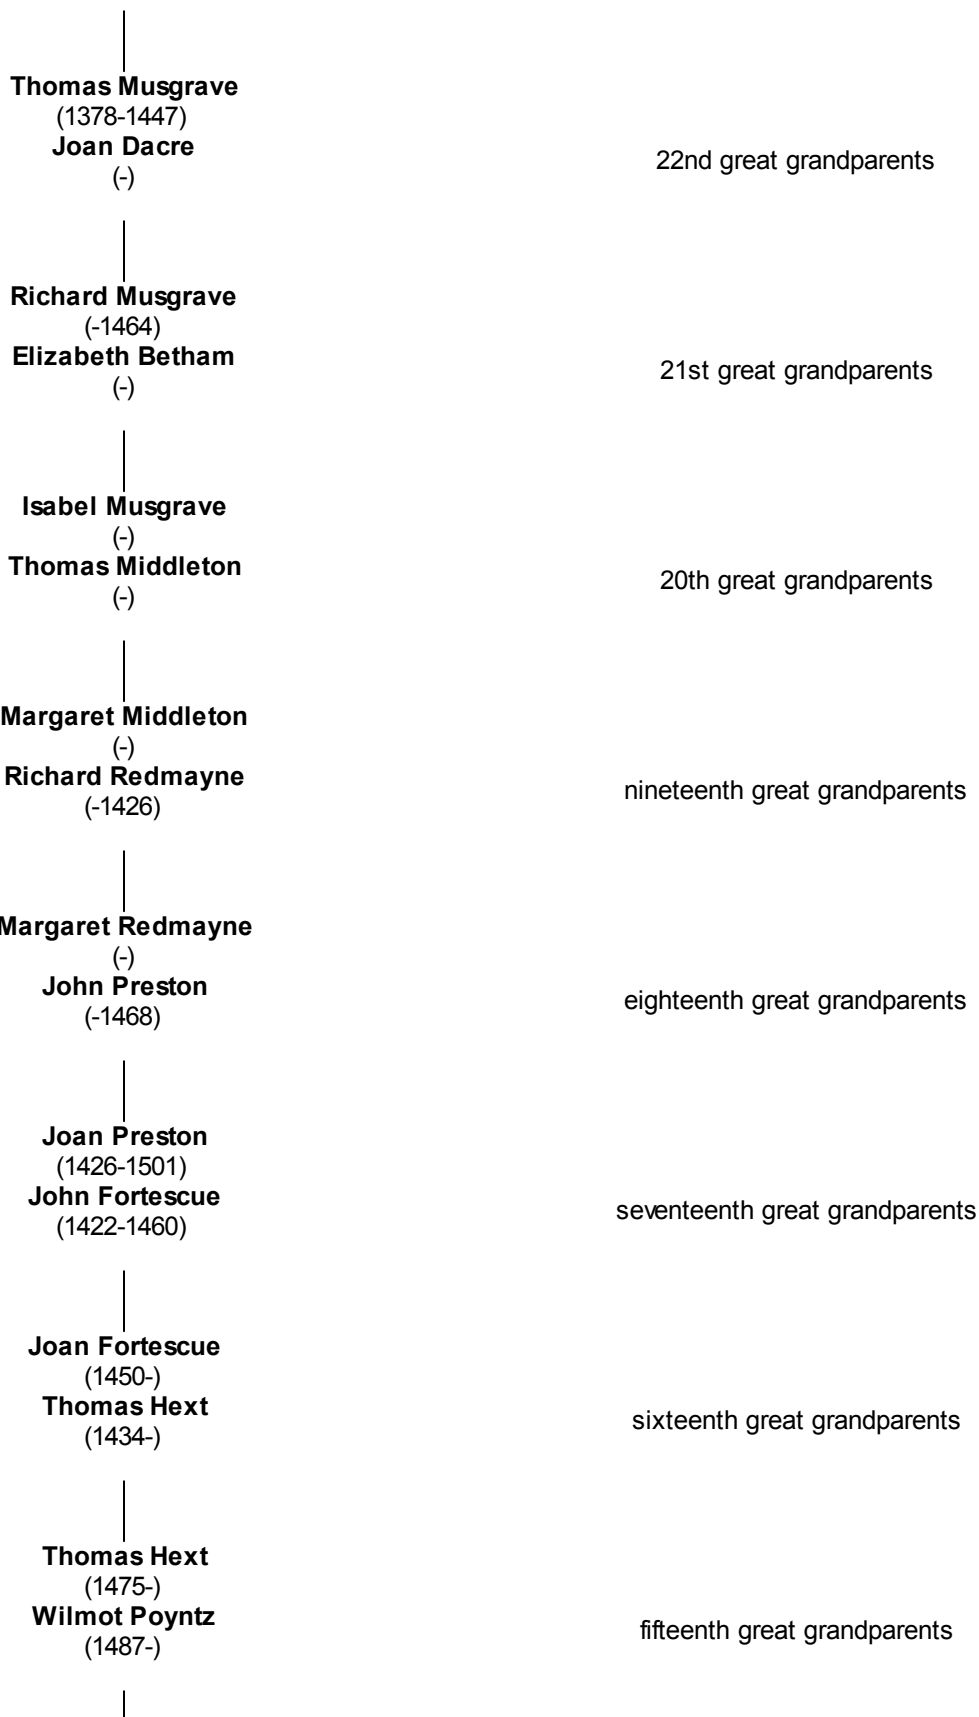 Thomas Musgrave
(1378-1447)
Joan Dacre
(-)
22nd great grandparents
Richard Musgrave
(-1464)
Elizabeth Betham
(-)
21st great grandparents
Isabel Musgrave
(-)
Thomas Middleton
(-)
20th great grandparents
Margaret Middleton
(-)
Richard Redmayne
(-1426)
nineteenth great grandparents
Margaret Redmayne
(-)
John Preston
(-1468)
eighteenth great grandparents
Joan Preston
(1426-1501)
John Fortescue
(1422-1460)
seventeenth great grandparents
Joan Fortescue
(1450-)
Thomas Hext
(1434-)
sixteenth great grandparents
Thomas Hext
(1475-)
Wilmot Poyntz
(1487-)
fifteenth great grandparents